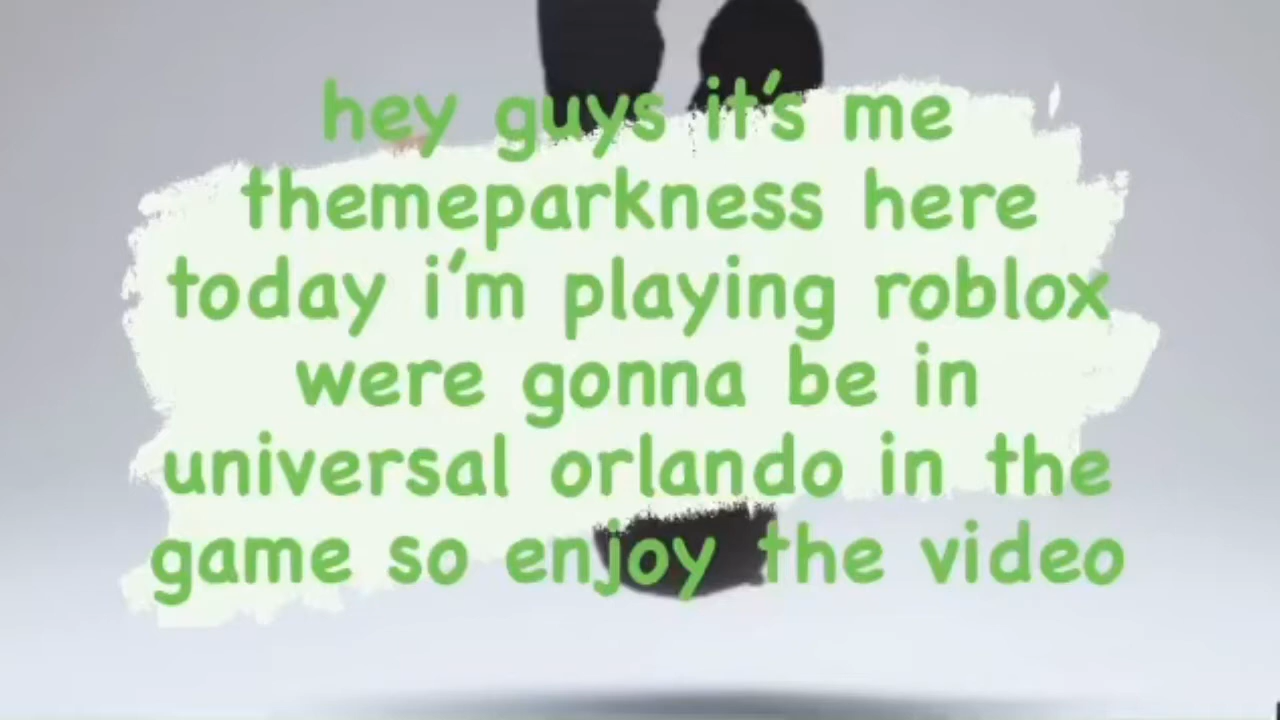 hey guys it's me
themeparkness here
today i'm playing roblox
were gonna be in
universal orlando in the
game so enjoy the video